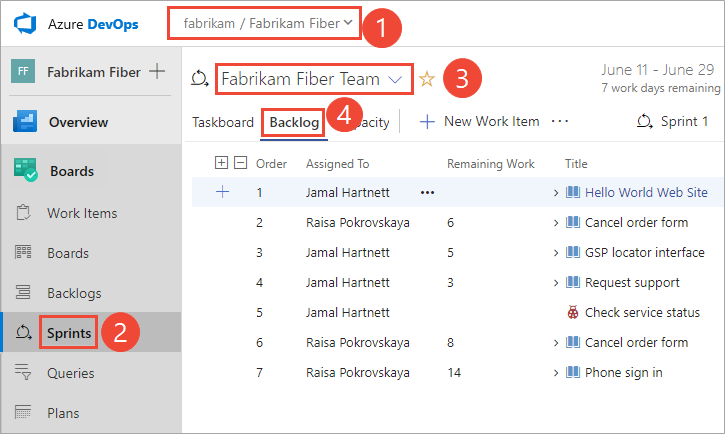 Azure DevOps
fabrikam / Fabrikam Fiber
1
FF Fabrikam Fiber
Fabrikam Fiber Team
3
June 11 - June 29
7 work days remaining
4
Overview
Taskboard Backlog pacity New Work Item ... Sprint 1
Boards
Order Assigned To Remaining Work Title
1 Jamal Hartnett ... Hello World Web Site
Work Items
2 Raisa Pokrovskaya 6 Cancel order form
Boards
3 Jamal Hartnett 5 GSP locator interface
Backlogs
4 Jamal Hartnett 3 Request support
5 Jamal Hartnett Check service status
Sprints
2
6 Raisa Pokrovskaya 8 Cancel order form
Queries
7 Raisa Pokrovskaya 14 Phone sign in
Plans